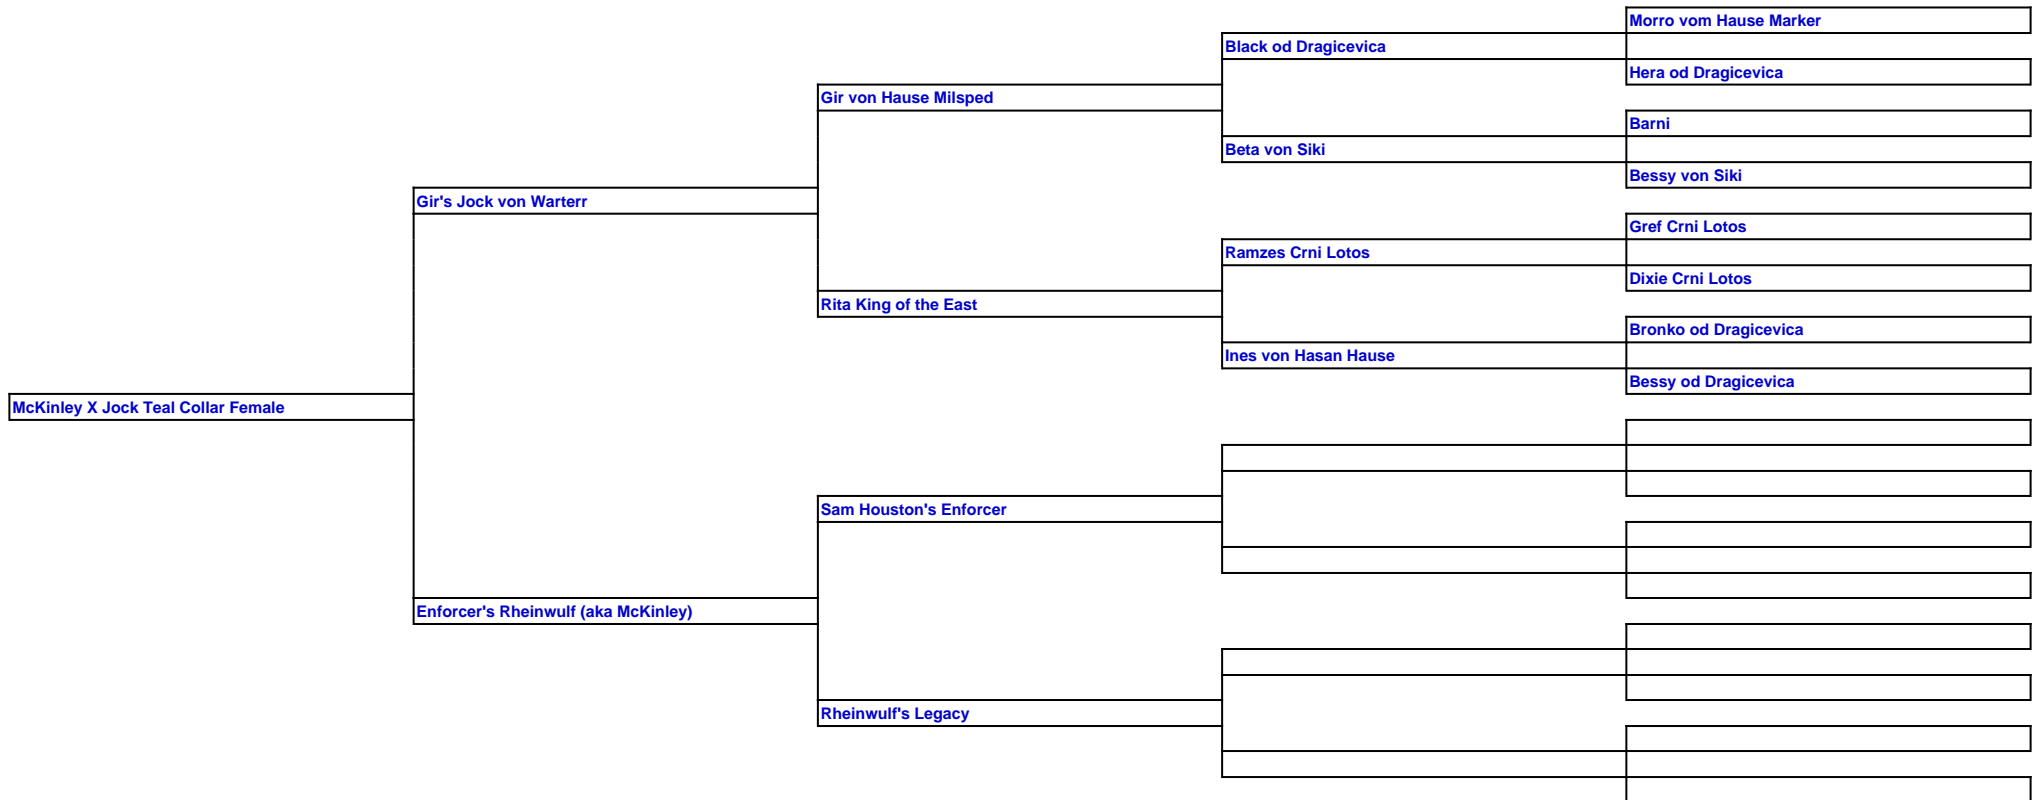 Morro vom Hause Marker
Black od Dragicevica
Hera od Dragicevica
Gir von Hause Milsped
Barni
Beta von Siki
Bessy von Siki
Gir's Jock von Warterr
Gref Crni Lotos
Ramzes Crni Lotos
Dixie Crni Lotos
Rita King of the East
Bronko od Dragicevica
Ines von Hasan Hause
Bessy od Dragicevica
McKinley X Jock Teal Collar Female
Sam Houston's Enforcer
Enforcer's Rheinwulf (aka McKinley)
Rheinwulf's Legacy